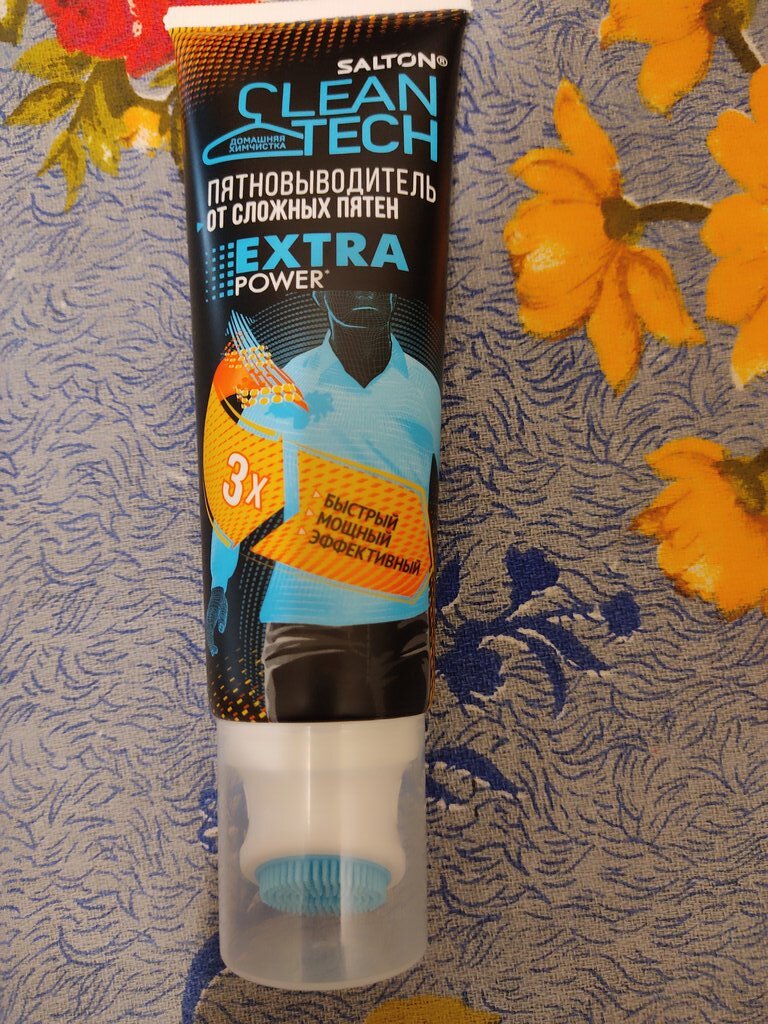 SALTON®
CLEAN
ДОМАШНЯЯ
ХИМЧИСТКА
TECH
ПЯТНОВЫВОДИТЕЛЬ
ОТ СЛОЖНЫХ ПЯТЕН
EXTRA
POWER*
3X
БЫСТРЫЙ
МОЩНЫЙ
ЭФФЕКТИВНЫЙ